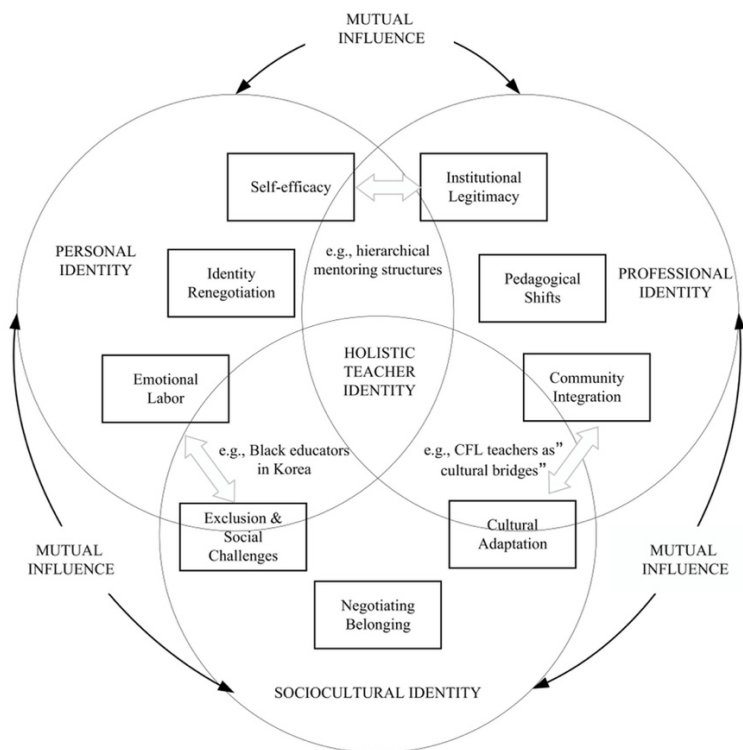 MUTUAL
INFLUENCE
Self-efficacy
Institutional
Legitimacy
PERSONAL
IDENTITY
e.g., hierarchical
mentoring structures
Identity
Renegotiation
Pedagogical
Shifts
PROFESSIONAL
IDENTITY
HOLISTIC
TEACHER
IDENTITY
Emotional
Labor
Community
Integration
e.g., Black educators
in Korea
e.g., CFL teachers as”
cultural bridges”
Exclusion &
Social
Challenges
Cultural
Adaptation
MUTUAL
INFLUENCE
MUTUAL
INFLUENCE
Negotiating
Belonging
SOCIOCULTURAL IDENTITY